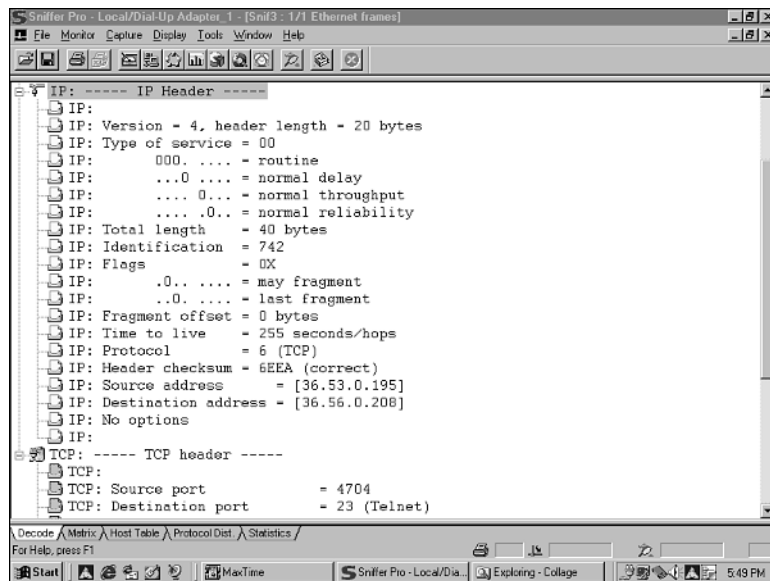 Sniffer Pro - Local/Dial-Up Adapter_1 - [Snif3 : 1/1 Ethernet frames]
File Monitor Capture Display Tools Window Help
IP: ----- IP Header -----
IP:
IP: Version = 4, header length = 20 bytes
IP: Type of service = 00
IP: 000. .... = routine
IP: ...0 .... = normal delay
IP: .... 0... = normal throughput
IP: .... .0.. = normal reliability
IP: Total length = 40 bytes
IP: Identification = 742
IP: Flags = 0X
IP: .0.. .... = may fragment
IP: ..0. .... = last fragment
IP: Fragment offset = 0 bytes
IP: Time to live = 255 seconds/hops
IP: Protocol = 6 (TCP)
IP: Header checksum = 6EEA (correct)
IP: Source address = [36.53.0.195]
IP: Destination address = [36.56.0.208]
IP: No options
IP:
TCP: ----- TCP header -----
TCP:
TCP: Source port = 4704
TCP: Destination port = 23 (Telnet)
Decode Matrix Host Table Protocol Dist. Statistics
For Help, press F1
Start MaxTime Sniffer Pro - Local/Dia... Exploring - Collage 5:49 PM